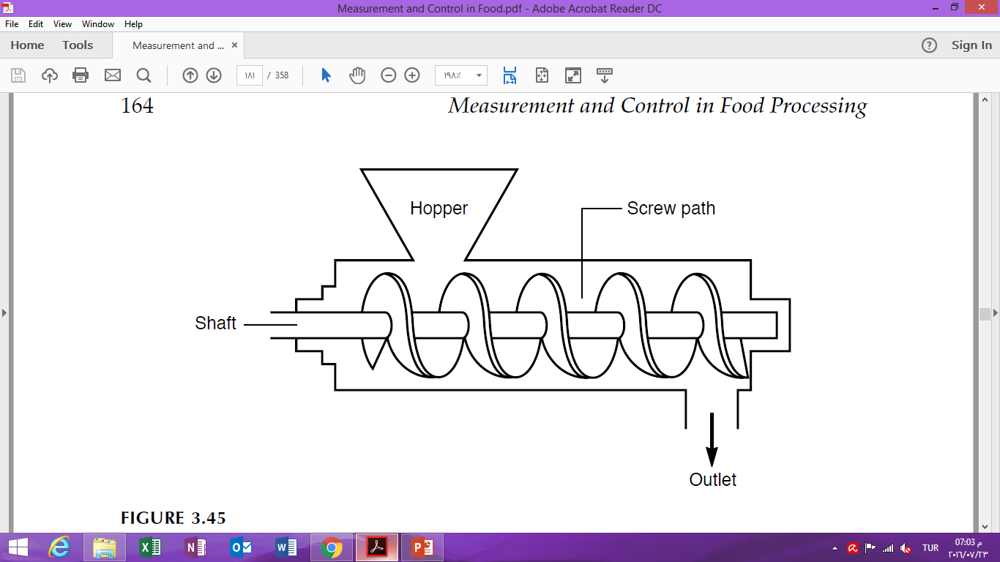 Measurement and Control in Food.pdf - Adobe Acrobat Reader DC
File Edit View Window Help
Home Tools Measurement and ... × Sign In
١٨١ / 358 ١٩٨٪
164 Measurement and Control in Food Processing
Hopper
Screw path
Shaft
Outlet
FIGURE 3.45
TUR
07:03 م
٢٠١٦/٠٧/٢٣